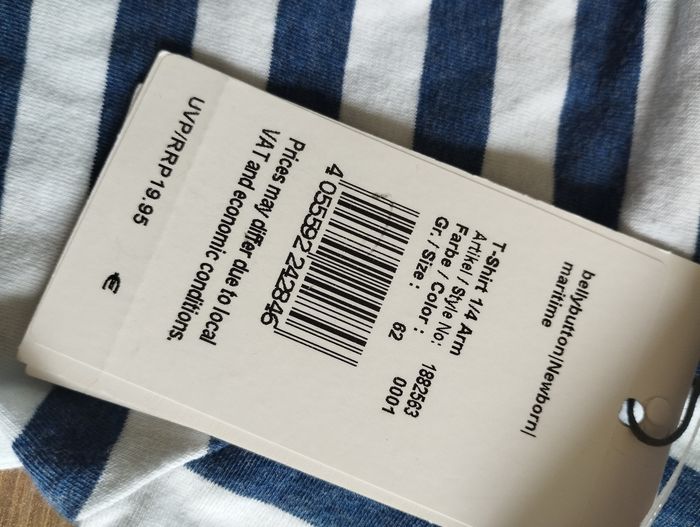 bellybutton/Newborn/
maritime
T-Shirt 1/4 Arm
Artikel / Style No: 1882563
Farbe / Color : 0001
Gr. / Size : 62
4 055592 242846
Prices may differ due to local
VAT and economic conditions.
UVP/RRP 19.95 €